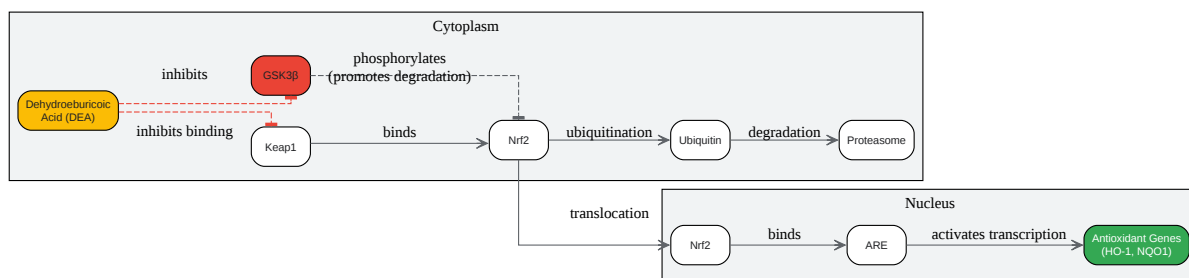 Cytoplasm
inhibits
GSK3β
phosphorylates
(promotes degradation)
Dehydroeburicoic
Acid (DEA)
inhibits binding
Keap1
binds
Nrf2
ubiquitination
Ubiquitin
degradation
Proteasome
Nucleus
translocation
Nrf2
binds
ARE
activates transcription
Antioxidant Genes
(HO-1, NQO1)